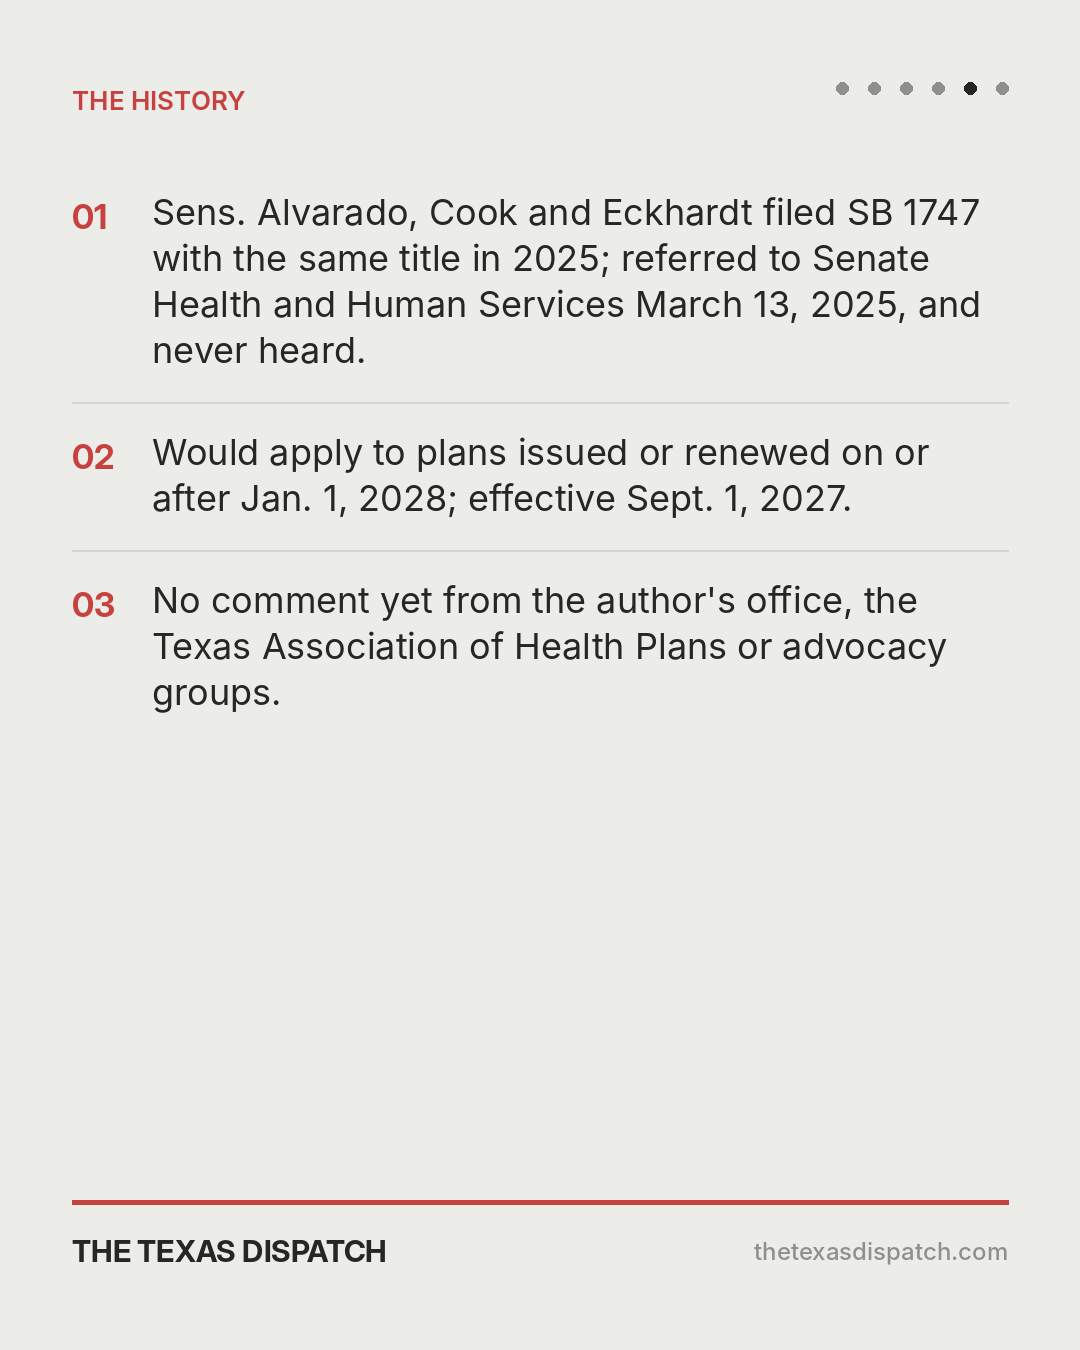 THE HISTORY
01 Sens. Alvarado, Cook and Eckhardt filed SB 1747
with the same title in 2025; referred to Senate
Health and Human Services March 13, 2025, and
never heard.
02 Would apply to plans issued or renewed on or
after Jan. 1, 2028; effective Sept. 1, 2027.
03 No comment yet from the author's office, the
Texas Association of Health Plans or advocacy
groups.
THE TEXAS DISPATCH
thetexasdispatch.com